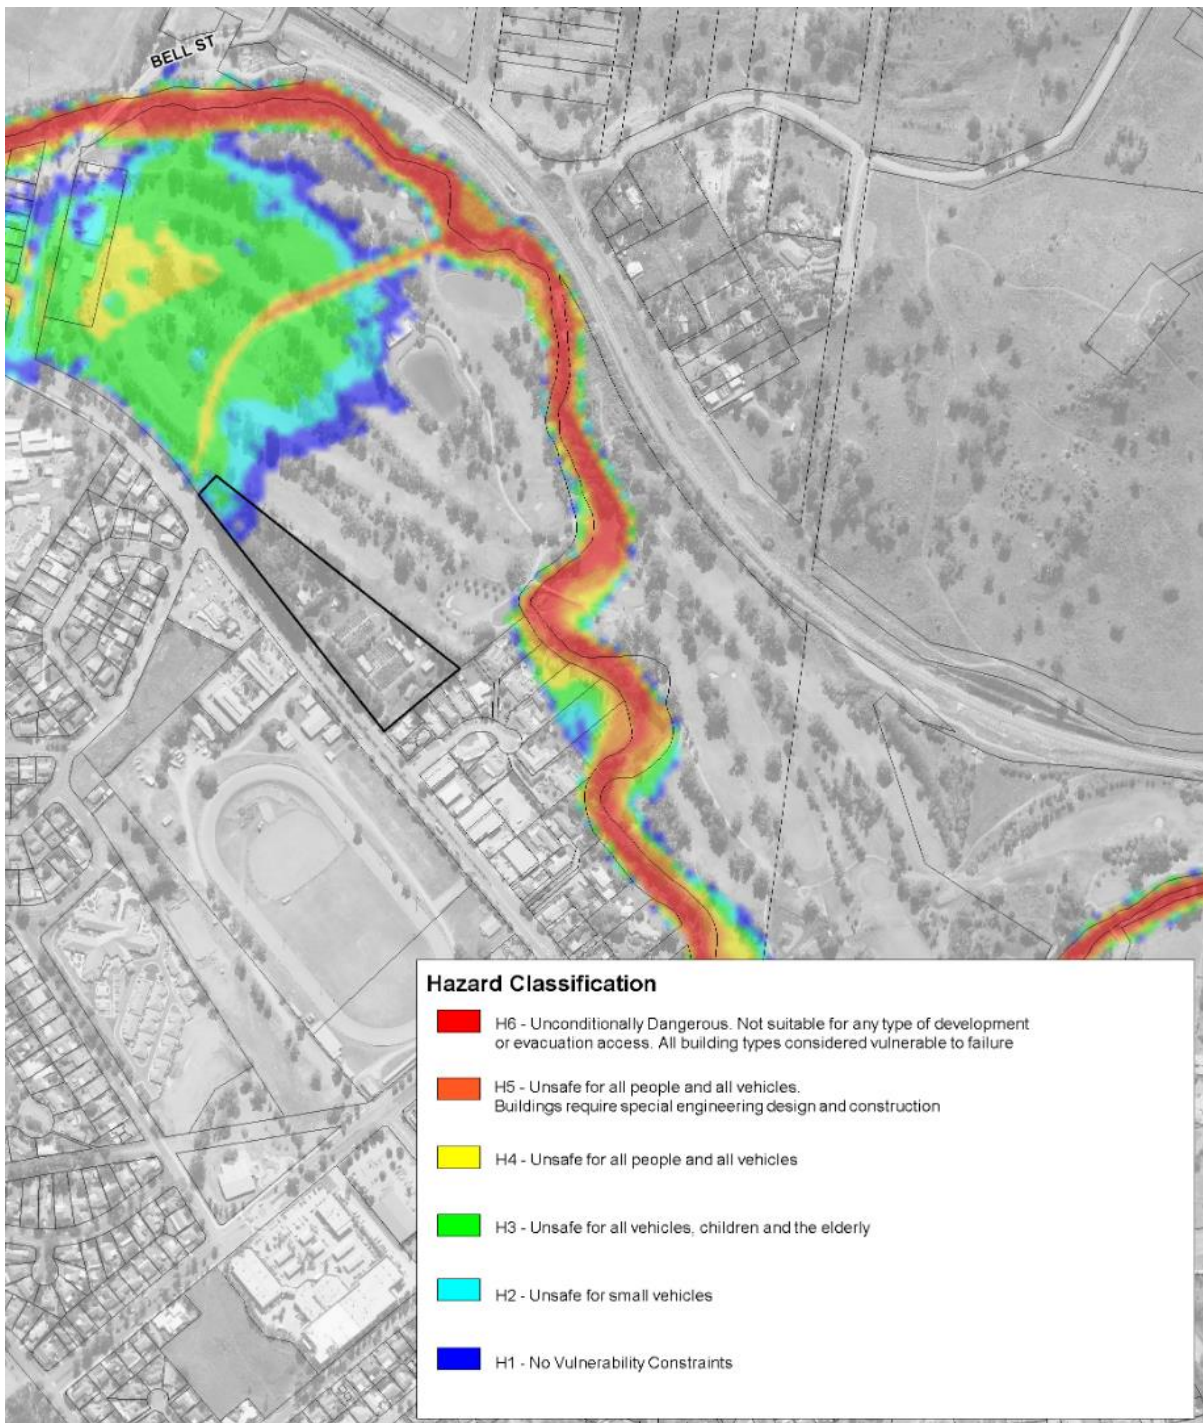 BELL ST
Hazard Classification
H6 - Unconditionally Dangerous. Not suitable for any type of development
or evacuation access. All building types considered vulnerable to failure
H5 - Unsafe for all people and all vehicles.
Buildings require special engineering design and construction
H4 - Unsafe for all people and all vehicles
H3 - Unsafe for all vehicles, children and the elderly
H2 - Unsafe for small vehicles
H1 - No Vulnerability Constraints